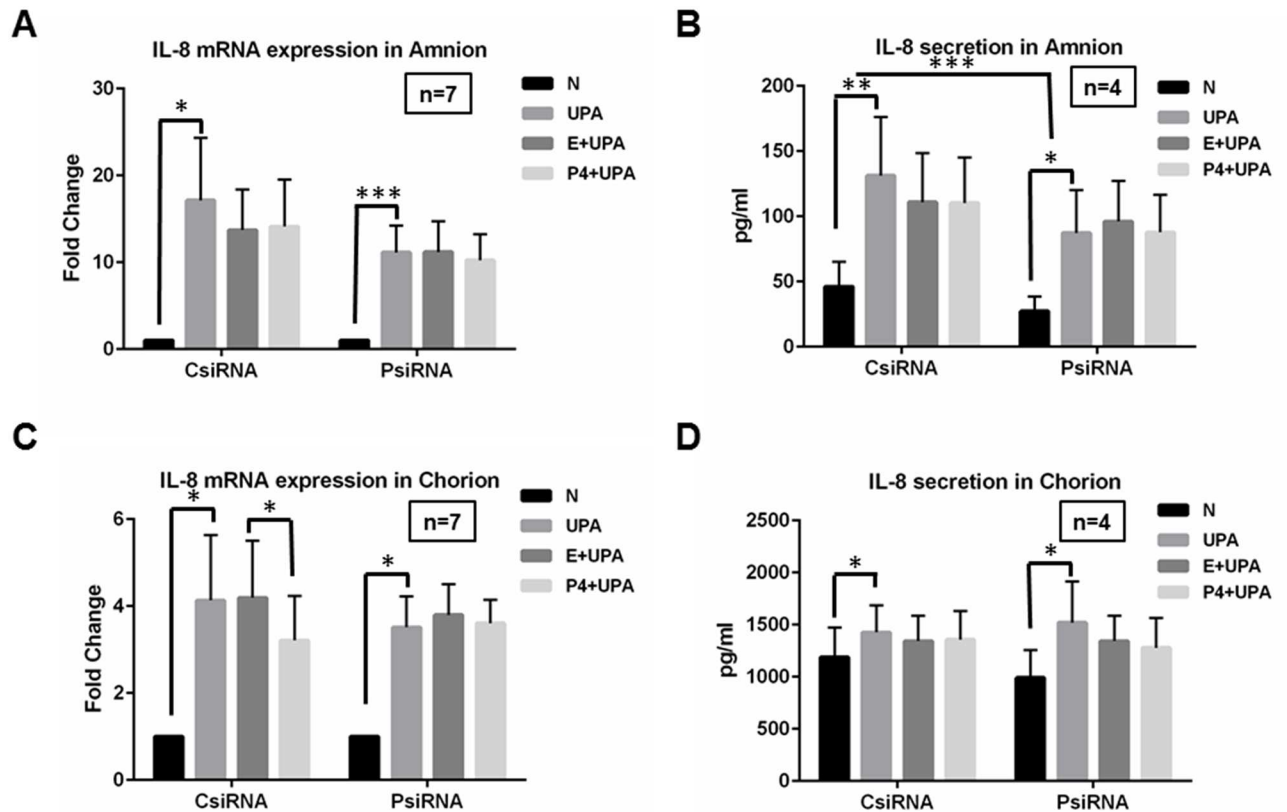 A
IL-8 mRNA expression in Amnion
n=7
N
UPA
E+UPA
P4+UPA
Fold Change
30
20
10
0
*
***
CsiRNA
PsiRNA
B
IL-8 secretion in Amnion
n=4
N
UPA
E+UPA
P4+UPA
pg/ml
200
150
100
50
0
**
***
*
CsiRNA
PsiRNA
C
IL-8 mRNA expression in Chorion
n=7
N
UPA
E+UPA
P4+UPA
Fold Change
6
4
2
0
*
*
*
CsiRNA
PsiRNA
D
IL-8 secretion in Chorion
n=4
N
UPA
E+UPA
P4+UPA
pg/ml
2500
2000
1500
1000
500
0
*
*
CsiRNA
PsiRNA